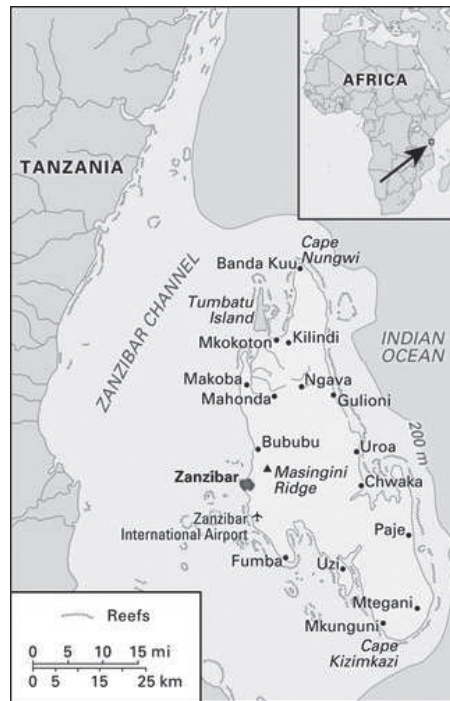 AFRICA
TANZANIA
Cape
Nungwi
Banda Kuu
Tumbatu
Island
ZANZIBAR CHANNEL
INDIAN
OCEAN
Mkokoton
Kilindi
Makoba
Ngava
Mahonda
Gulioni
200 m
Bububu
Uroa
Zanzibar
Masingini
Ridge
Chwaka
Zanzibar
International Airport
Paje
Fumba
Uzi
Mtegani
Mkunguni
Cape
Kizimkazi
Reefs
0 5 10 15 mi
0 5 15 25 km